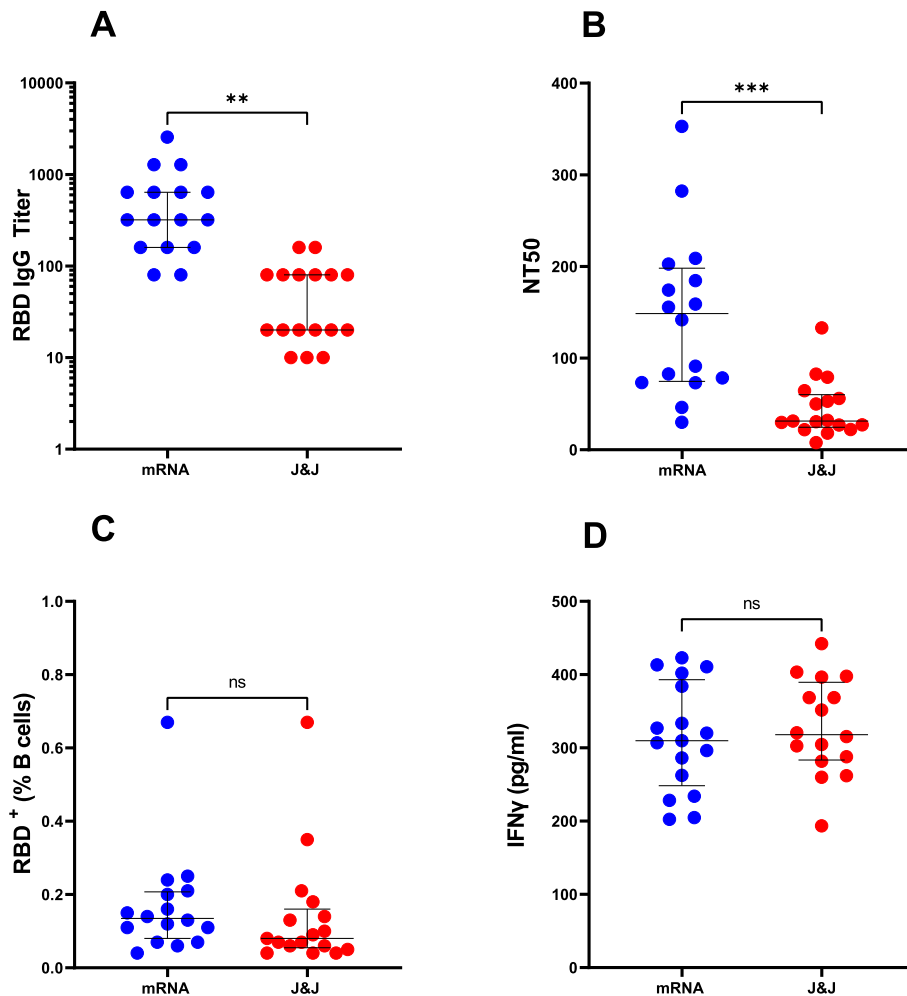 A
B
10000
1000
100
10
1
RBD IgG Titer
**
mRNA
J&J
400
300
200
100
0
NT50
***
mRNA
J&J
C
D
1.0
0.8
0.6
0.4
0.2
0.0
RBD + (% B cells)
ns
mRNA
J&J
500
400
300
200
100
0
IFNγ (pg/ml)
ns
mRNA
J&J